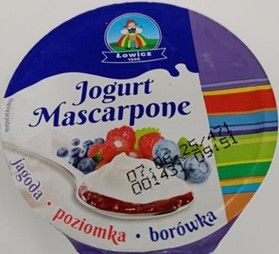 Łowicz
Jogurt
Mascarpone
jagoda • poziomka • borówka